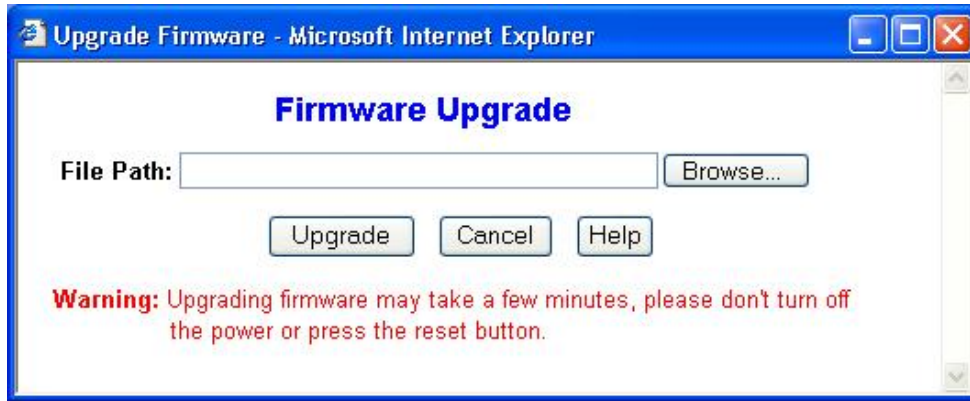 Upgrade Firmware - Microsoft Internet Explorer
Firmware Upgrade
File Path: Browse...
Upgrade Cancel Help
Warning: Upgrading firmware may take a few minutes, please don't turn off
the power or press the reset button.